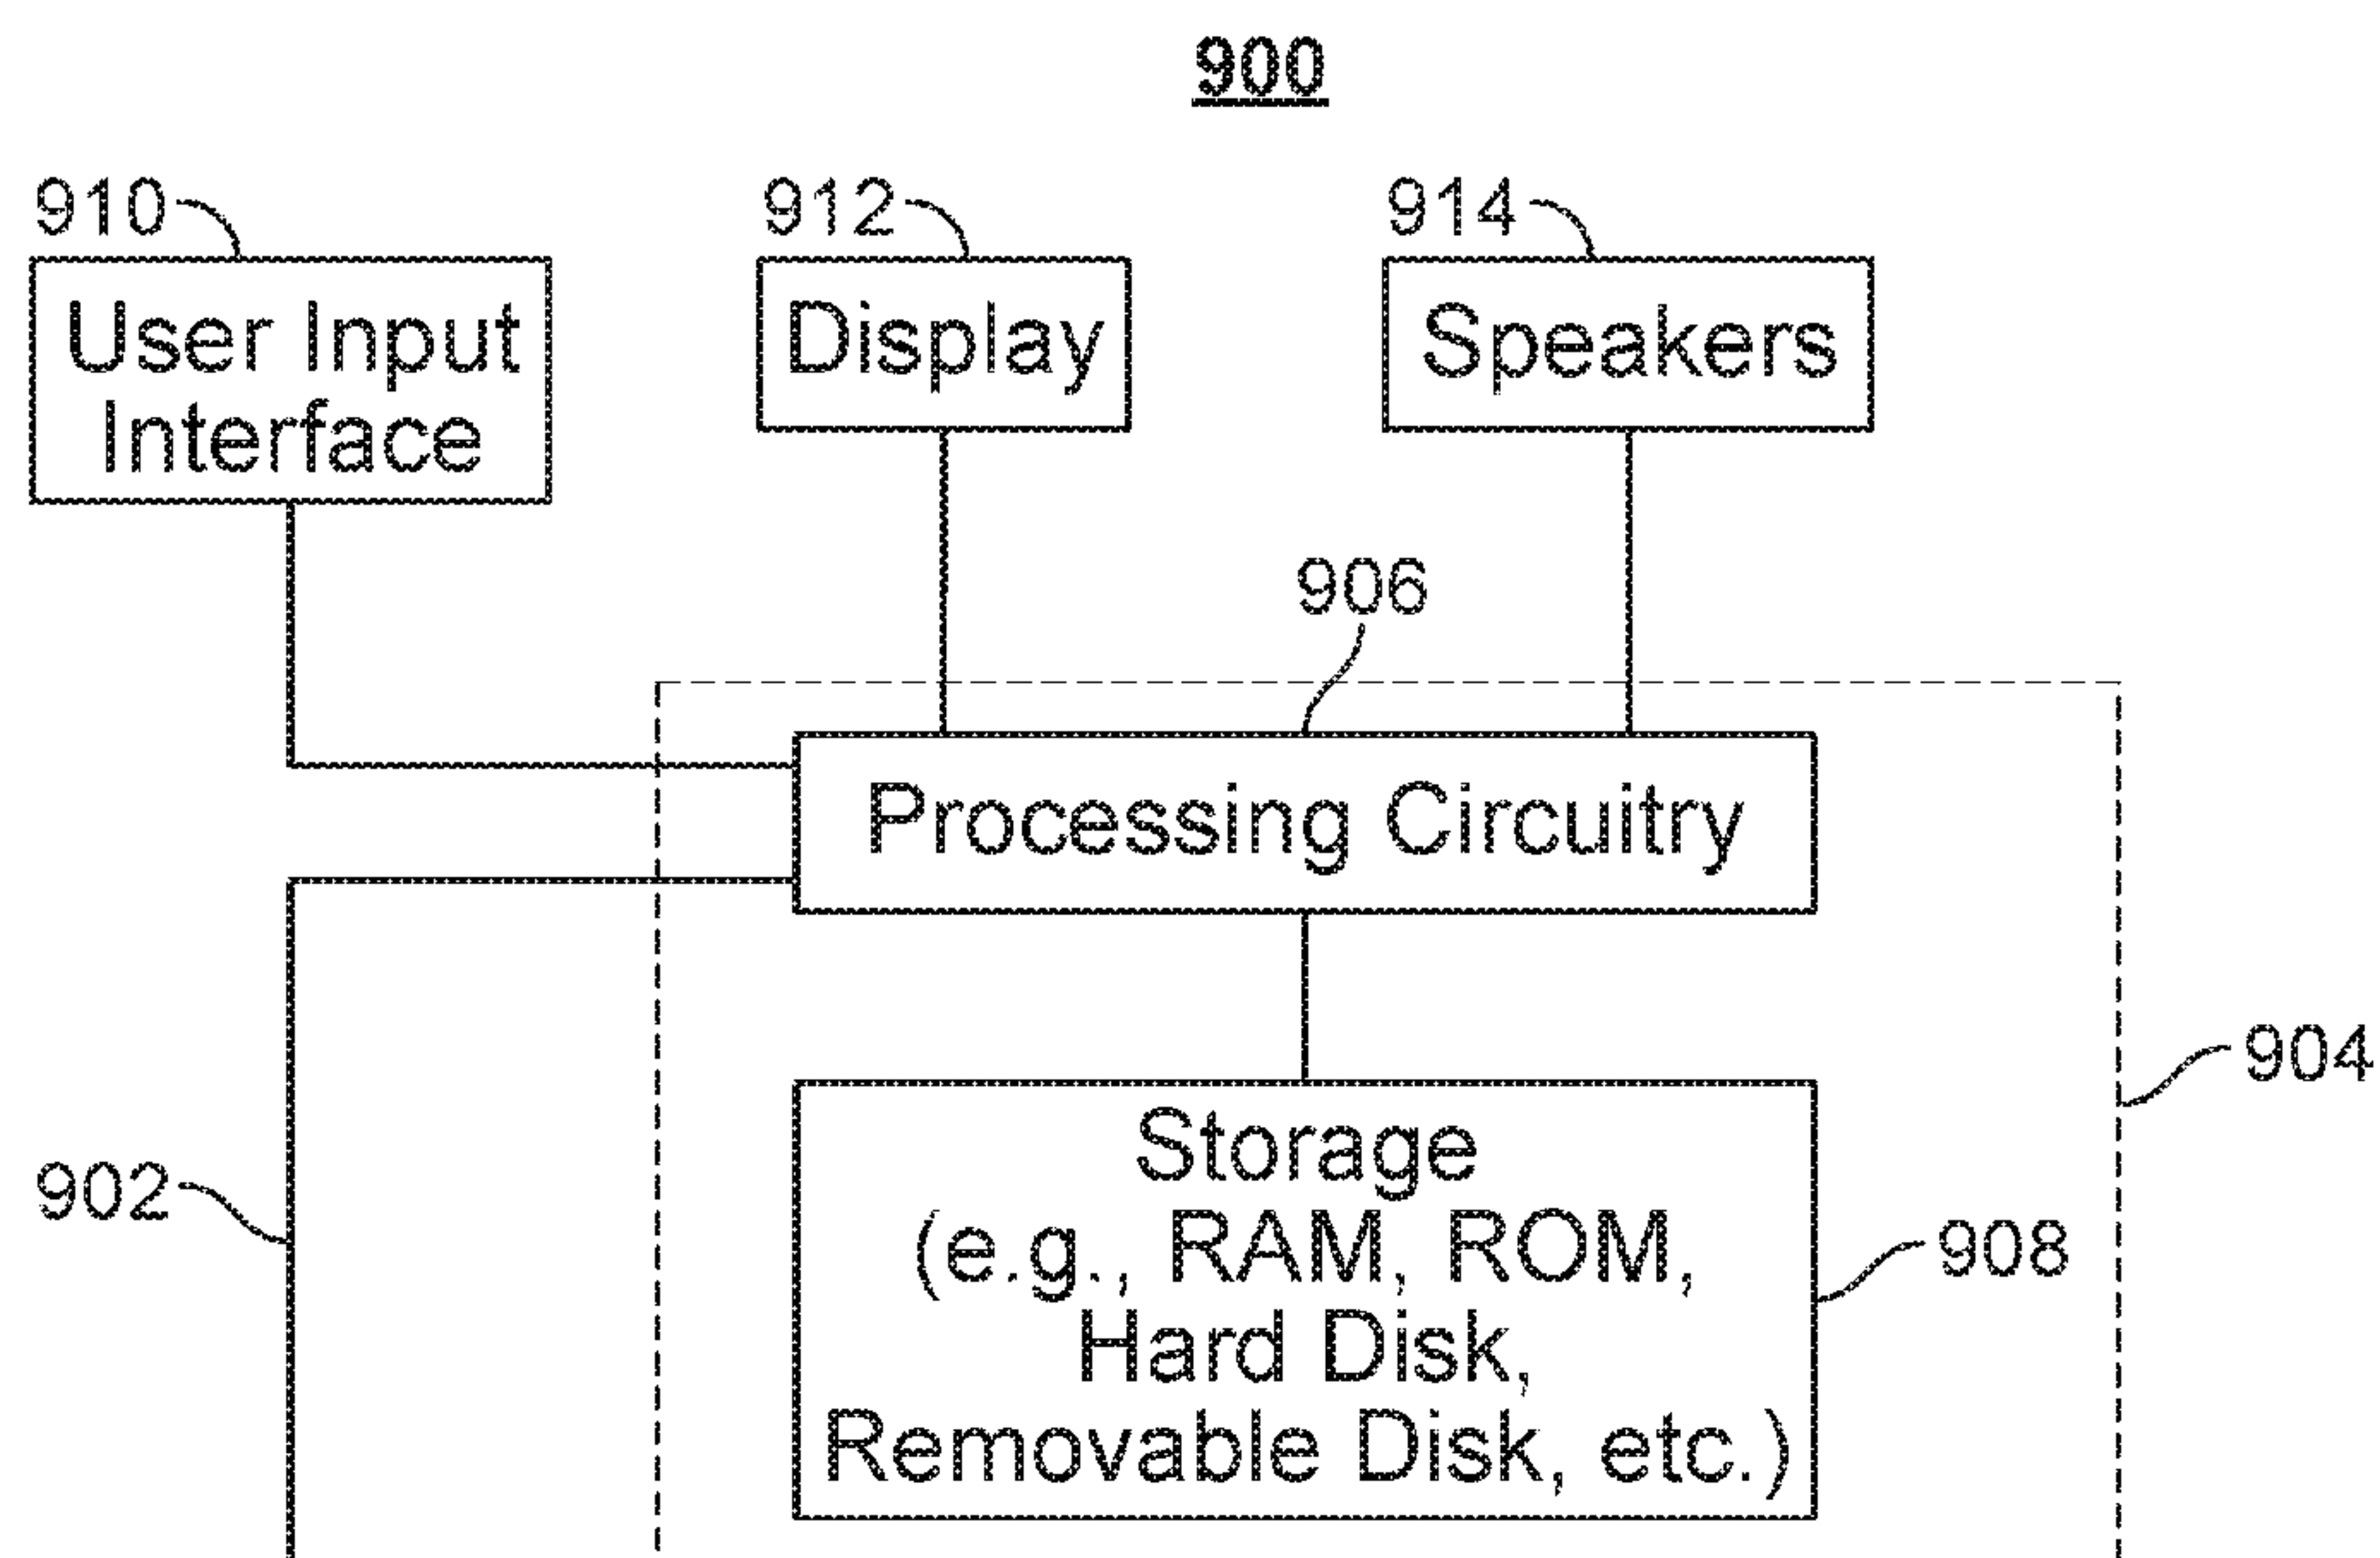 900
910
912
914
User Input
Interface
Display
Speakers
906
Processing Circuitry
904
902
Storage
(e.g., RAM, ROM,
Hard Disk,
Removable Disk, etc.)
908